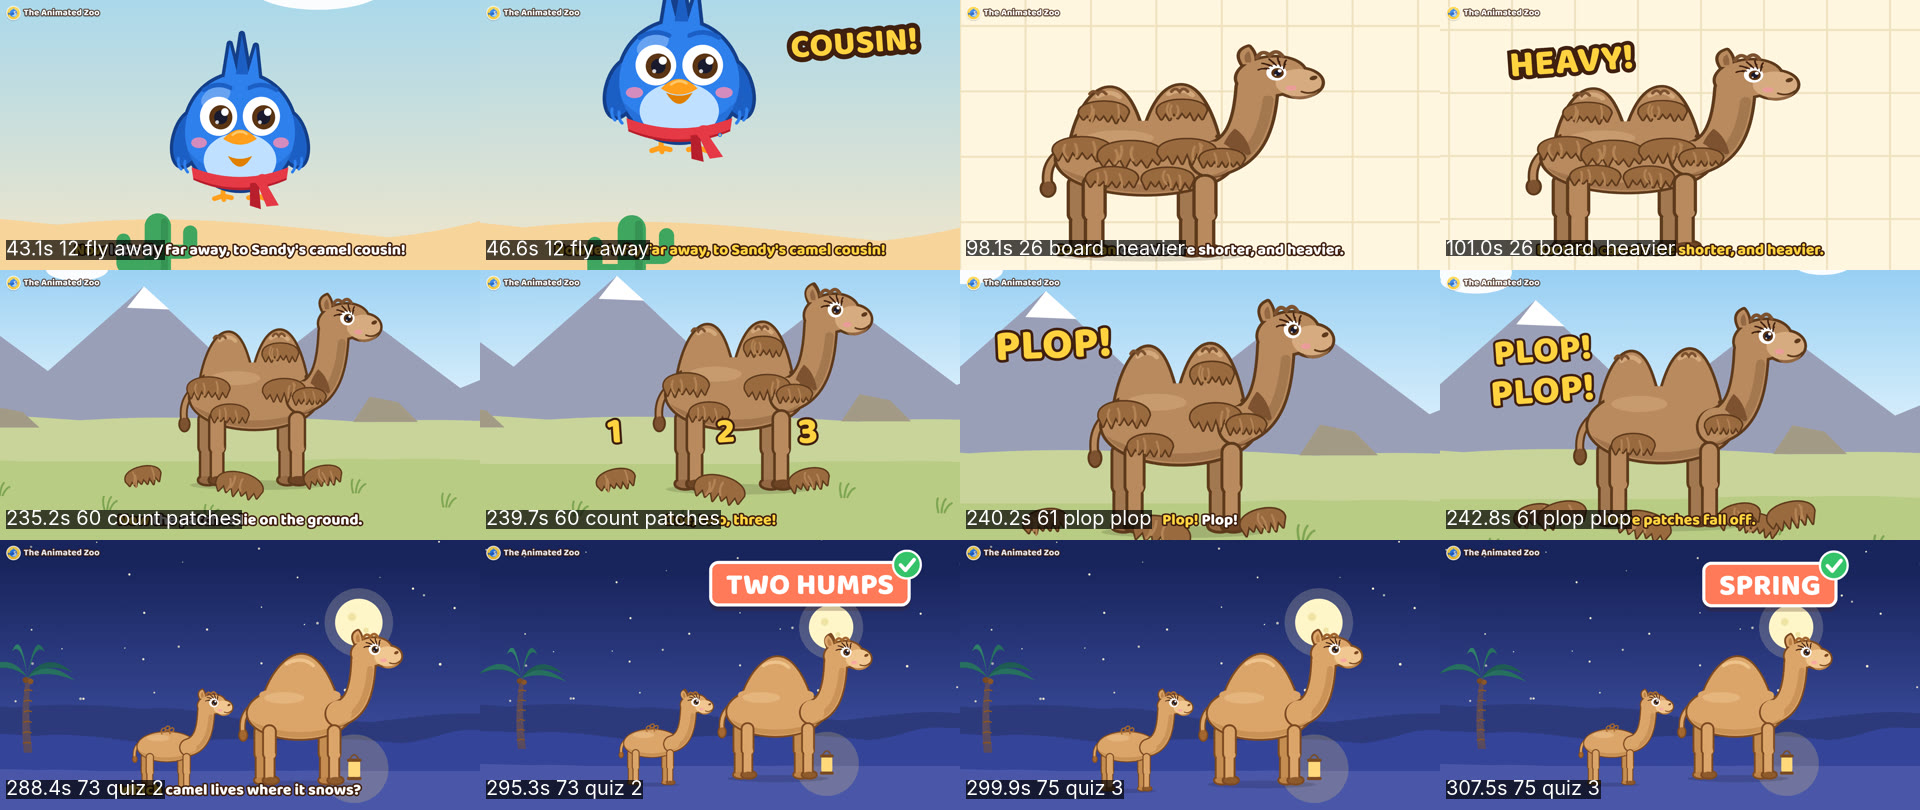 The Animated Zoo
43.1s 12 fly away far away, to Sandy's camel cousin!
The Animated Zoo
COUSIN!
46.6s 12 fly away far away, to Sandy's camel cousin!
The Animated Zoo
98.1s 26 board heavier e shorter, and heavier.
The Animated Zoo
HEAVY!
101.0s 26 board heavier shorter, and heavier.
The Animated Zoo
235.2s 60 count patches ie on the ground.
The Animated Zoo
1 2 3
239.7s 60 count patches o, three!
The Animated Zoo
PLOP!
240.2s 61 plop plop Plop! Plop!
The Animated Zoo
PLOP!
PLOP!
242.8s 61 plop plop e patches fall off.
The Animated Zoo
288.4s 73 quiz 2 camel lives where it snows?
The Animated Zoo
TWO HUMPS
295.3s 73 quiz 2
The Animated Zoo
299.9s 75 quiz 3
The Animated Zoo
SPRING
307.5s 75 quiz 3